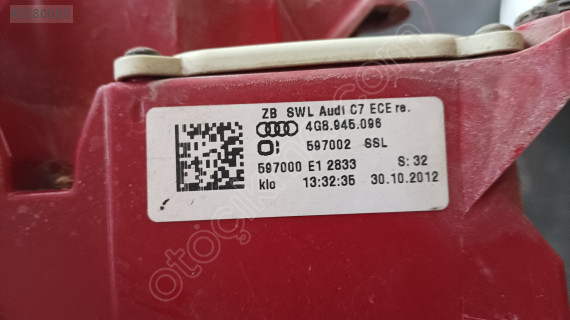 ZB SWL Audi C7 ECE re.
4G8.945.096
597002 SSL
597000 E1 2833 S: 32
klo 13:32:35 30.10.2012